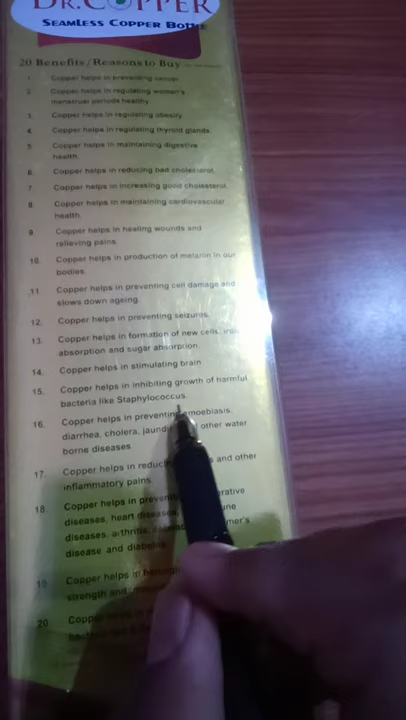 DR.COPPER
SEAMLESS COPPER BOTTLE
20 Benefits/Reasons to Buy
1. Copper helps in preventing cancer
2. Copper helps in regulating women's
menstrual periods healthy
3. Copper helps in regulating obesity
4. Copper helps in regulating thyroid glands.
5. Copper helps in maintaining digestive
health.
6. Copper helps in reducing bad cholesterol.
7. Copper helps in increasing good cholesterol.
8. Copper helps in maintaining cardiovascular
health.
9. Copper helps in healing wounds and
relieving pains.
10. Copper helps in production of melanin in our
bodies.
11. Copper helps in preventing cell damage and
slows down ageing.
12. Copper helps in preventing seizures.
13. Copper helps in formation of new cells, iron
absorption and sugar absorption.
14. Copper helps in stimulating brain
15. Copper helps in inhibiting growth of harmful
bacteria like Staphylococcus.
16. Copper helps in preventing amoebiasis,
diarrhea, cholera, other water
borne diseases
17. Copper helps in and other
inflammatory pains.
18. Copper helps in
diseases, heart diseases,
diseases, arthritis,
disease and diabetes
19. Copper helps in
strength and
20. Copper